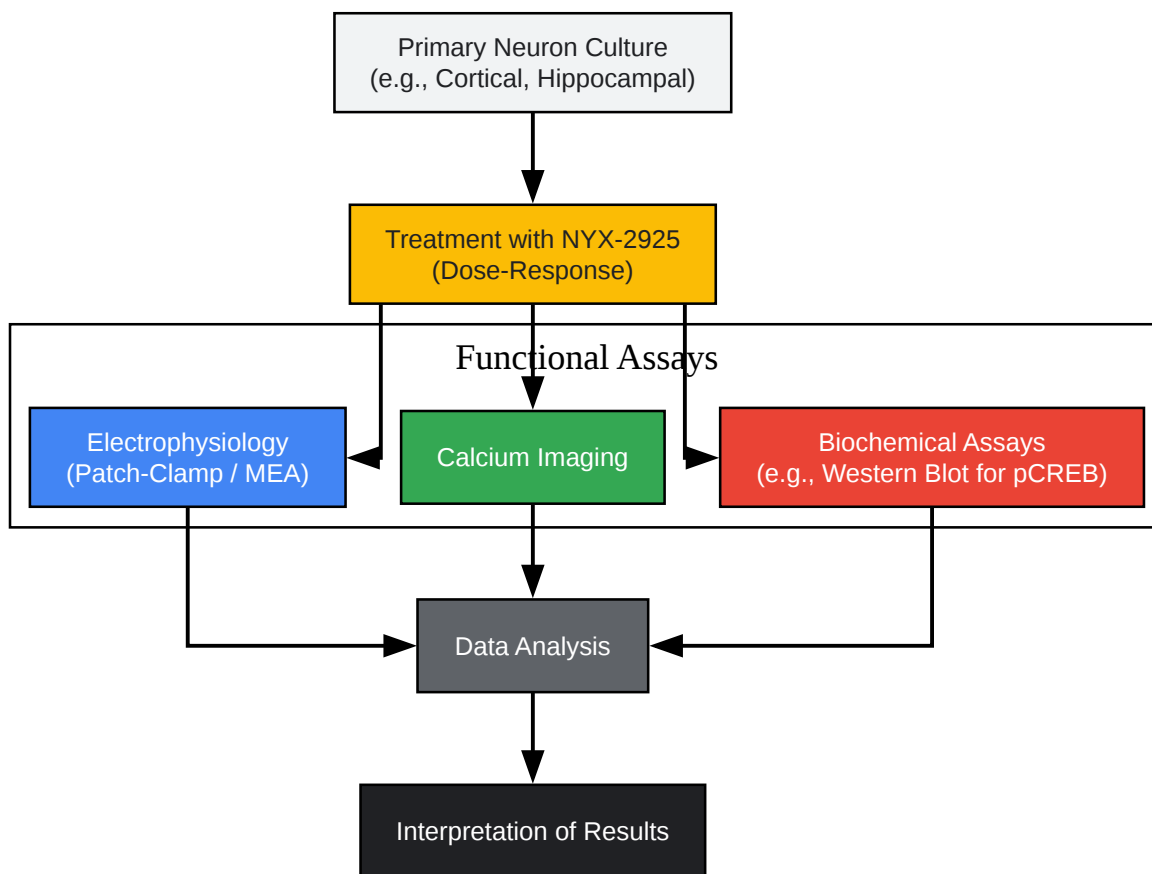 Primary Neuron Culture
(e.g., Cortical, Hippocampal)
Treatment with NYX-2925
(Dose-Response)
Functional Assays
Electrophysiology
(Patch-Clamp / MEA)
Calcium Imaging
Biochemical Assays
(e.g., Western Blot for pCREB)
Data Analysis
Interpretation of Results